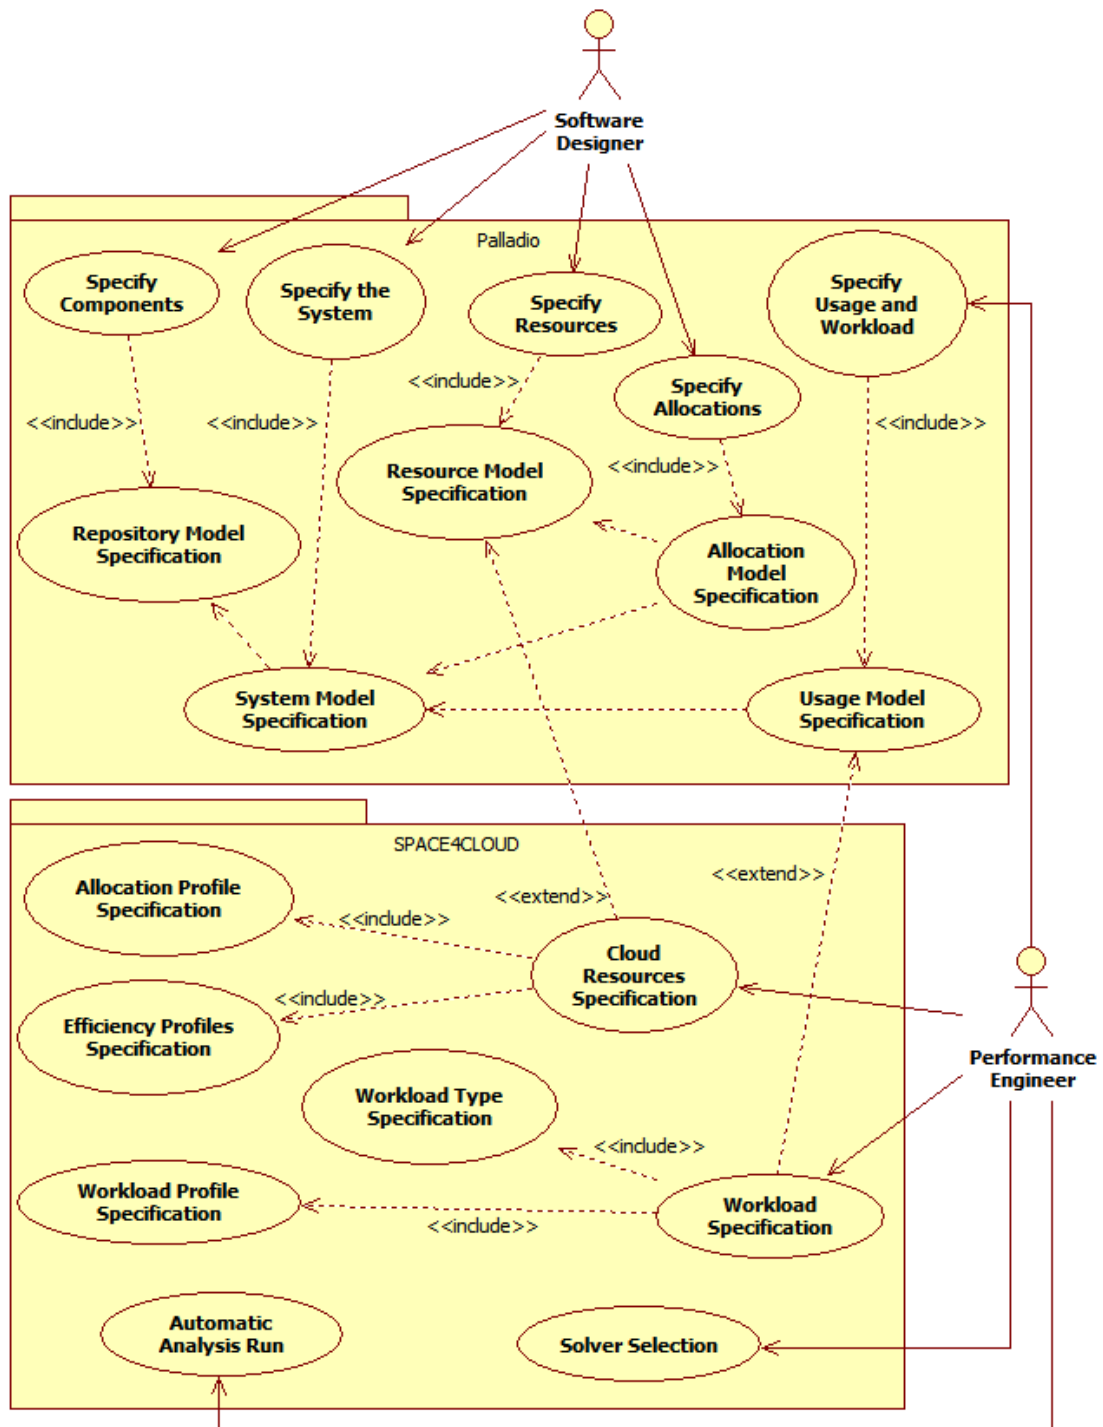 Software
Designer
Palladio
Specify
Components
Specify the
System
Specify
Resources
Specify
Usage and
Workload
<<include>>
Specify
Allocations
<<include>>
<<include>>
<<include>>
<<include>>
Resource Model
Specification
Repository Model
Specification
Allocation
Model
Specification
System Model
Specification
Usage Model
Specification
SPACE4CLOUD
Allocation Profile
Specification
<<extend>>
<<extend>>
<<include>>
Cloud
Resources
Specification
<<include>>
Efficiency Profiles
Specification
Performance
Engineer
Workload Type
Specification
<<include>>
Workload Profile
Specification
<<include>>
Workload
Specification
Automatic
Analysis Run
Solver Selection